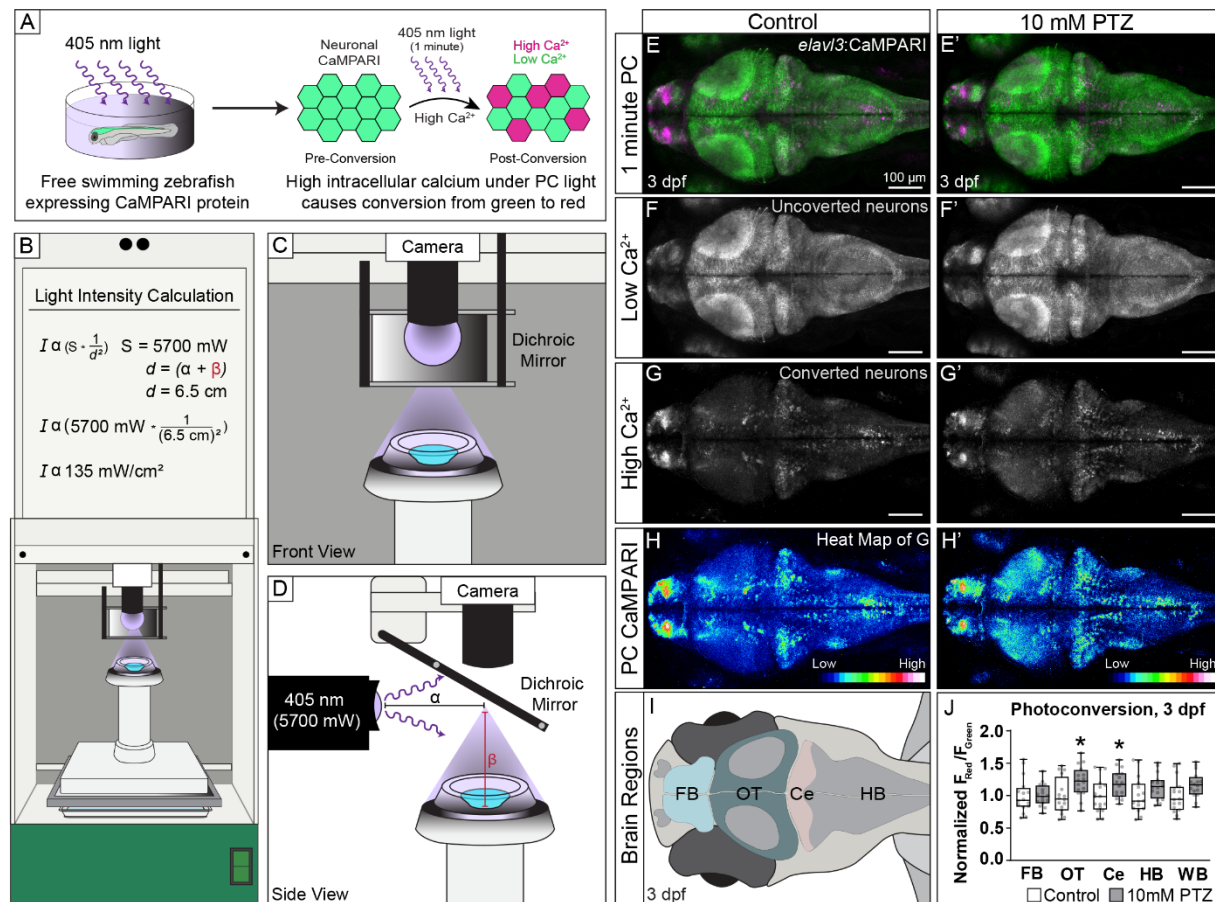 A
405 nm light
Free swimming zebrafish
expressing CaMPARI protein
Neuronal
CaMPARI
Pre-Conversion
405 nm light
(1 minute)
High Ca²⁺
High Ca²⁺
Low Ca²⁺
Post-Conversion
High intracellular calcium under PC light
causes conversion from green to red
B
Light Intensity Calculation
I α (S * 1/d²) S = 5700 mW
d = (α + β)
d = 6.5 cm
I α (5700 mW * 1/(6.5 cm)²)
I α 135 mW/cm²
C
Camera
Dichroic
Mirror
Front View
D
Camera
405 nm
(5700 mW)
α
Dichroic
Mirror
β
Side View
Control
10 mM PTZ
1 minute PC
E
elavl3:CaMPARI
3 dpf
100 µm
E'
3 dpf
Low Ca²⁺
F
Uncoverted neurons
F'
High Ca²⁺
G
Converted neurons
G'
PC CaMPARI
H
Heat Map of G
Low
High
H'
Low
High
Brain Regions
I
FB
OT
Ce
HB
3 dpf
J
Photoconversion, 3 dpf
Normalized F_Red/F_Green
2.0
1.5
1.0
0.5
0.0
*
*
FB OT Ce HB WB
Control 10mM PTZ